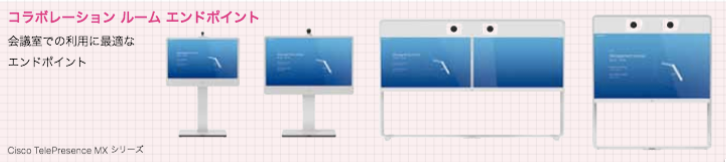 コラボレーション ルーム エンドポイント
会議室での利用に最適な
エンドポイント
Cisco TelePresence MX シリーズ